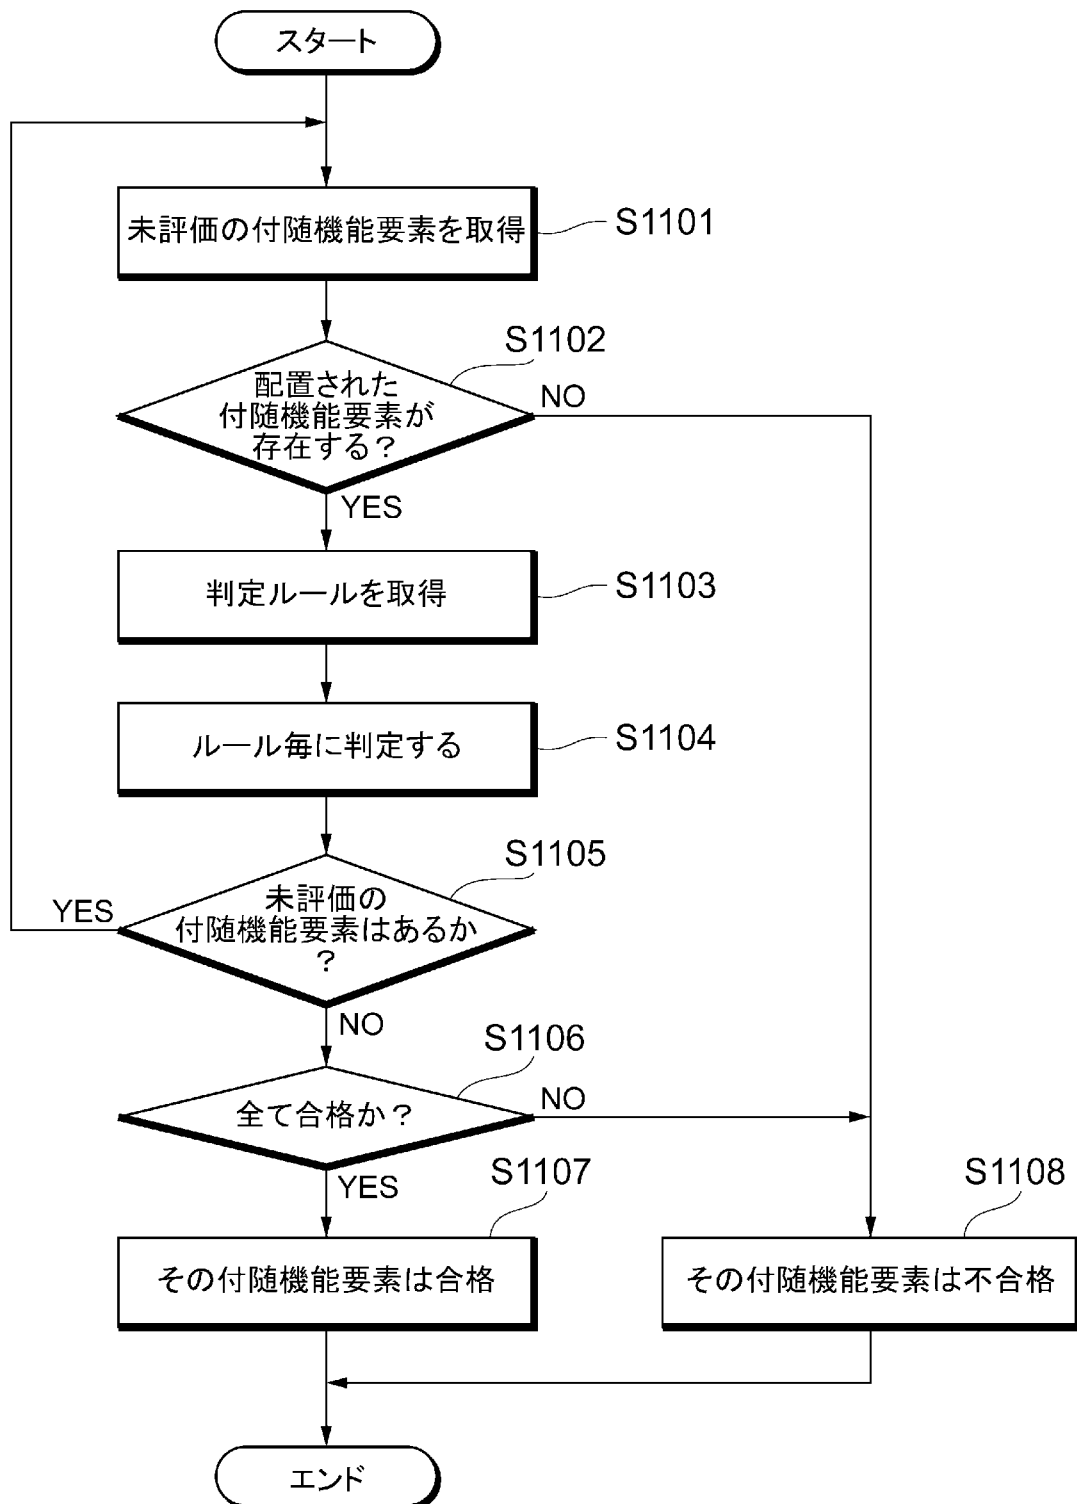 スタート
未評価の付随機能要素を取得
S1101
S1102
配置された
付随機能要素が
存在する？
NO
YES
判定ルールを取得
S1103
ルール毎に判定する
S1104
S1105
未評価の
付随機能要素はあるか
？
YES
NO
S1106
全て合格か？
NO
YES
S1107
S1108
その付随機能要素は合格
その付随機能要素は不合格
エンド